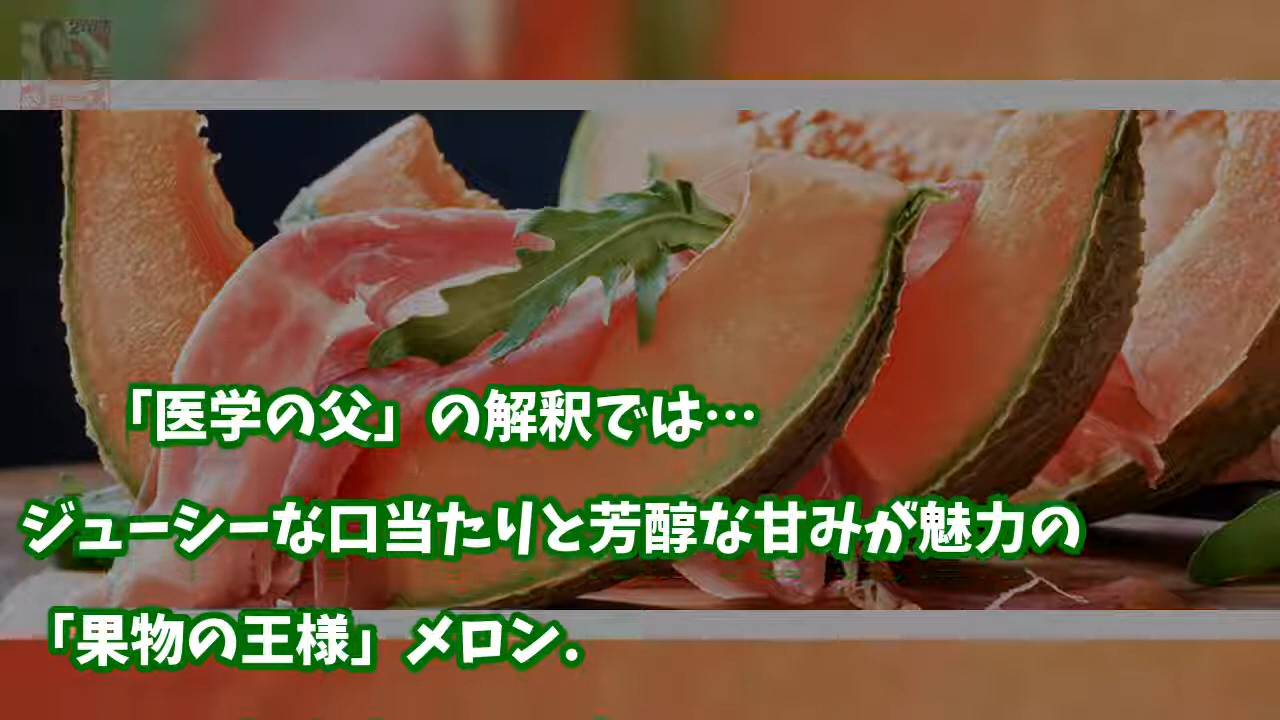 「医学の父」の解釈では…
ジューシーな口当たりと芳醇な甘みが魅力の
「果物の王様」メロン.